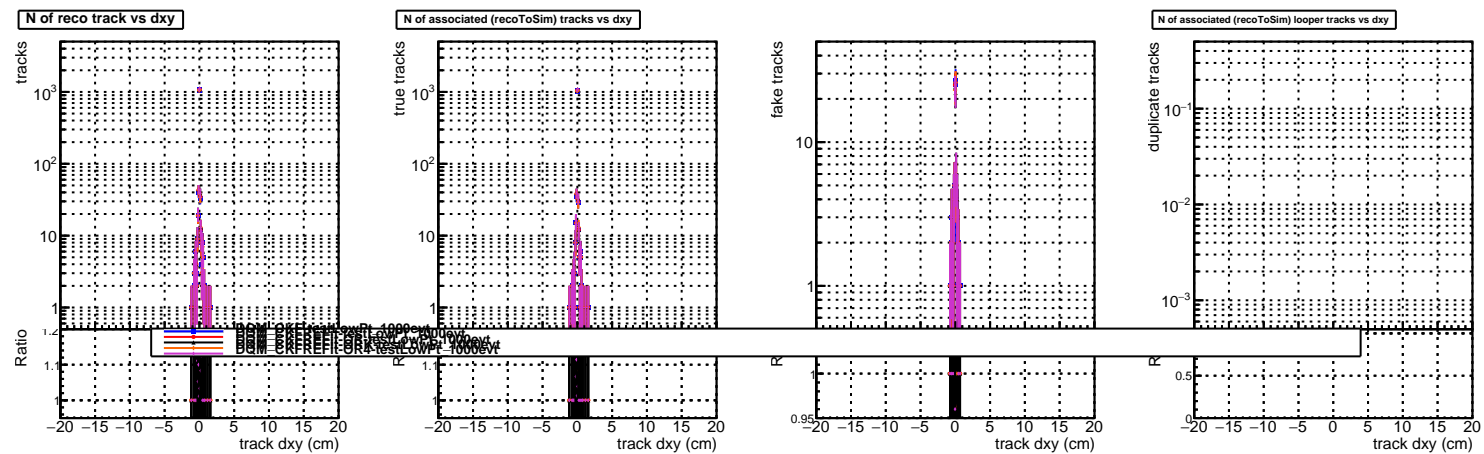 N of reco track vs dxy
N of associated (recoToSim) tracks vs dxy
N of associated (recoToSim) looper tracks vs dxy
tracks
10³
10²
10
1
true tracks
10³
10²
10
1
fake tracks
10
1
duplicate tracks
10⁻¹
10⁻²
10⁻³
Ratio
1.1
1
1
0.95
0.5
0
DQM_CKF-testLowPt_1000evt
DQM_CKFREFIt-OR4-testLowPt_1000evt
−20 −15 −10 −5 0 5 10 15 20
−20 −15 −10 −5 0 5 10 15 20
−20 −15 −10 −5 0 5 10 15 20
−20 −15 −10 −5 0 5 10 15 20
track dxy (cm)
track dxy (cm)
track dxy (cm)
track dxy (cm)